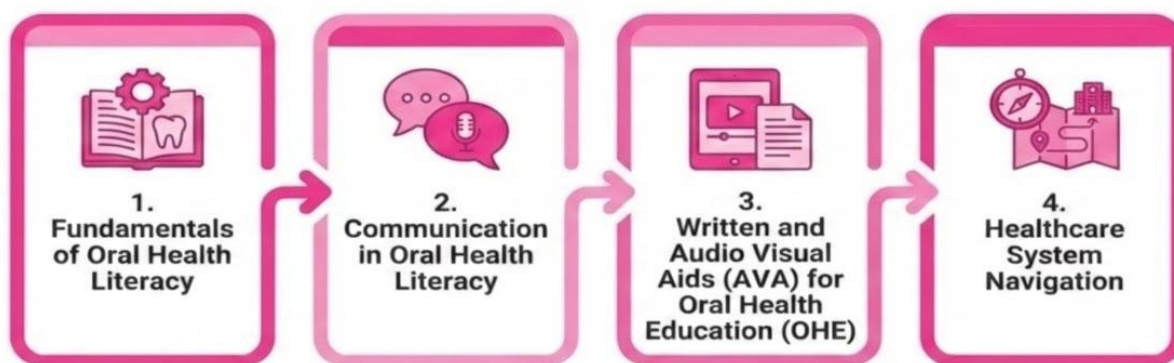 1.
Fundamentals
of Oral Health
Literacy
2.
Communication
in Oral Health
Literacy
3.
Written and
Audio Visual
Aids (AVA) for
Oral Health
Education (OHE)
4.
Healthcare
System
Navigation